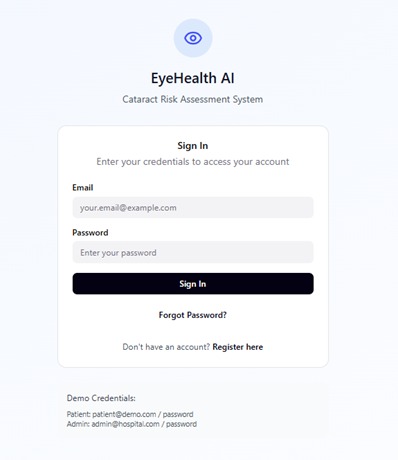 EyeHealth AI
Cataract Risk Assessment System
Sign In
Enter your credentials to access your account
Email
your.email@example.com
Password
Enter your password
Sign In
Forgot Password?
Don't have an account? Register here
Demo Credentials:
Patient: patient@demo.com / password
Admin: admin@hospital.com / password